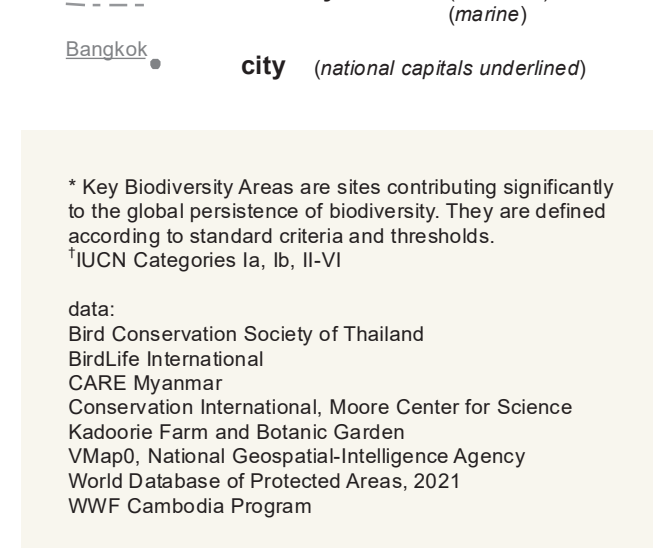 (marine)
Bangkok
city (national capitals underlined)
* Key Biodiversity Areas are sites contributing significantly
to the global persistence of biodiversity. They are defined
according to standard criteria and thresholds.
†IUCN Categories Ia, Ib, II-VI
data:
Bird Conservation Society of Thailand
BirdLife International
CARE Myanmar
Conservation International, Moore Center for Science
Kadoorie Farm and Botanic Garden
VMap0, National Geospatial-Intelligence Agency
World Database of Protected Areas, 2021
WWF Cambodia Program